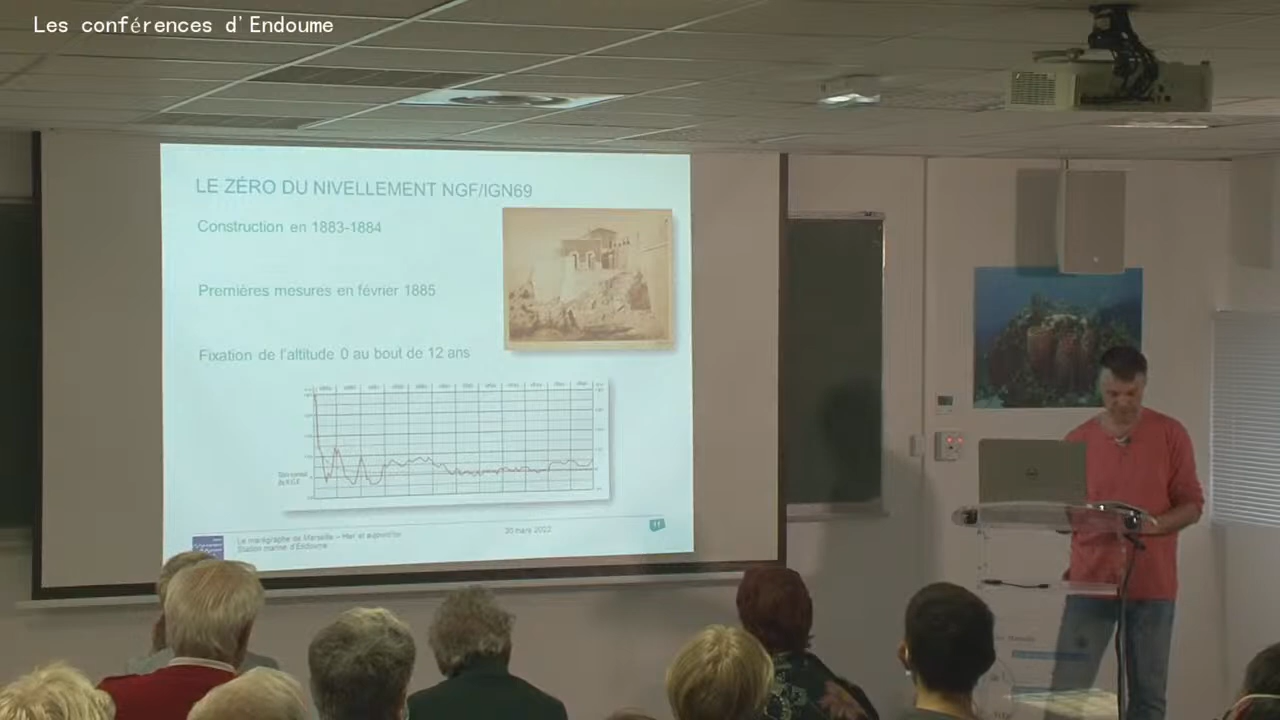 Les conférences d'Endoume
LE ZÉRO DU NIVELLEMENT NGF/IGN69
Construction en 1883-1884
Premières mesures en février 1885
Fixation de l'altitude 0 au bout de 12 ans
Le marégraphe de Marseille – Hier et aujourd'hui
Station marine d'Endoume
30 mars 2022
DELL